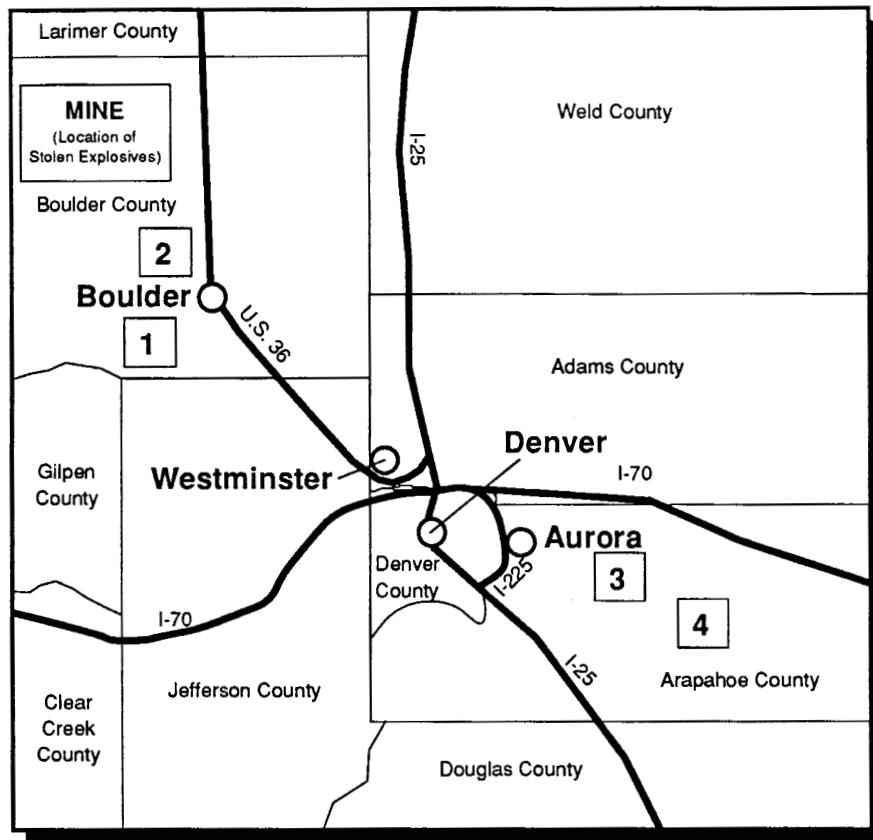 Larimer County
MINE
(Location of
Stolen Explosives)
Weld County
I-25
Boulder County
2
Boulder
1
U.S. 36
Adams County
Denver
Gilpen
County
Westminster
I-70
Aurora
Denver
County
I-225
3
4
I-70
I-25
Jefferson County
Arapahoe County
Clear
Creek
County
Douglas County